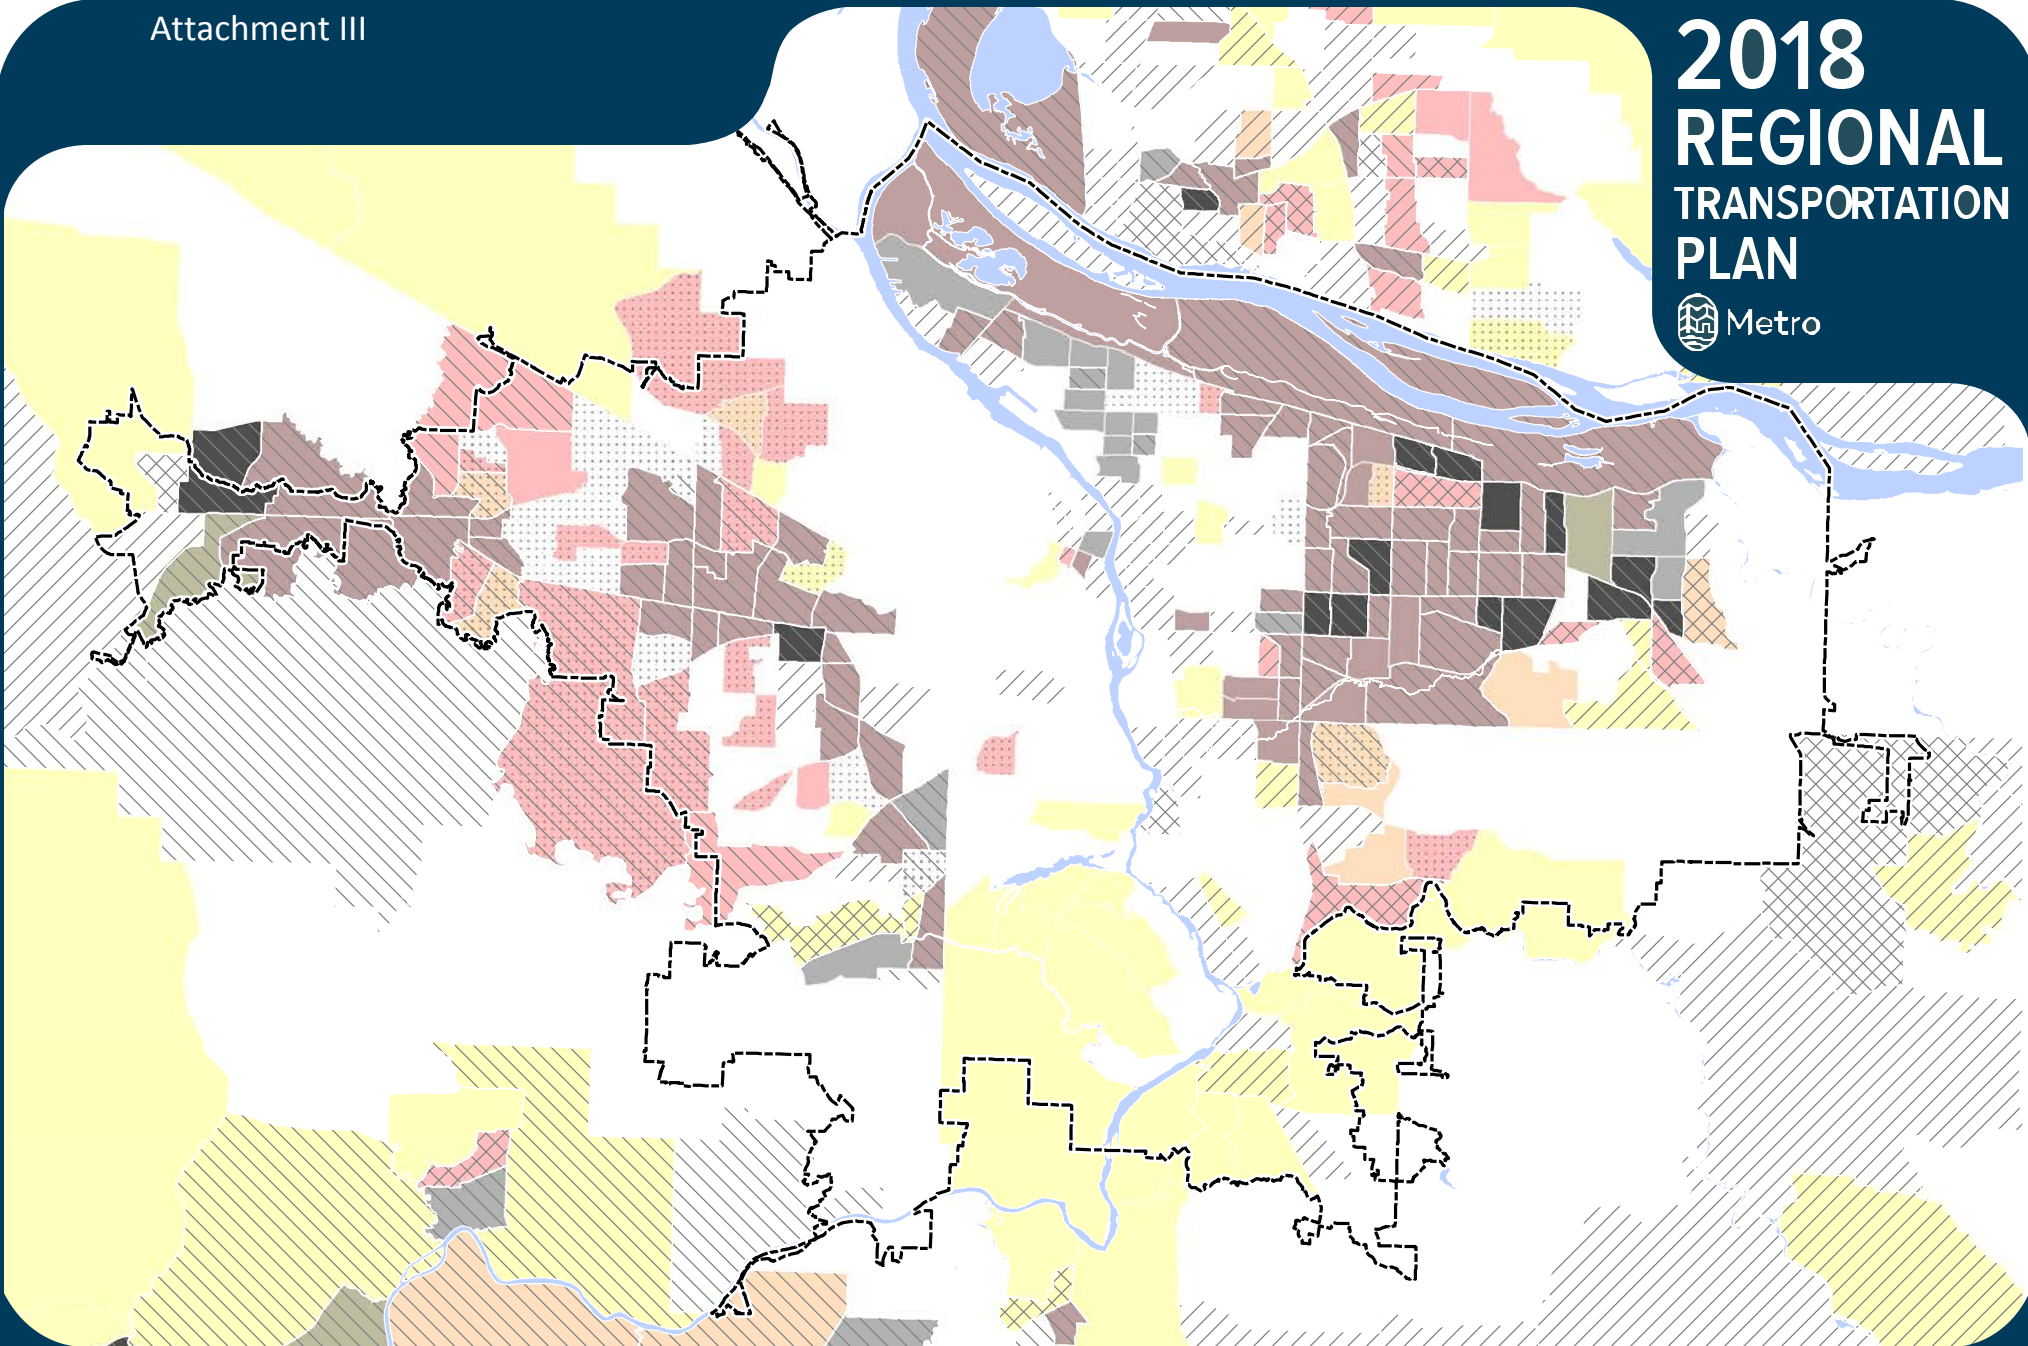 Attachment III
2018
REGIONAL
TRANSPORTATION
PLAN
Metro